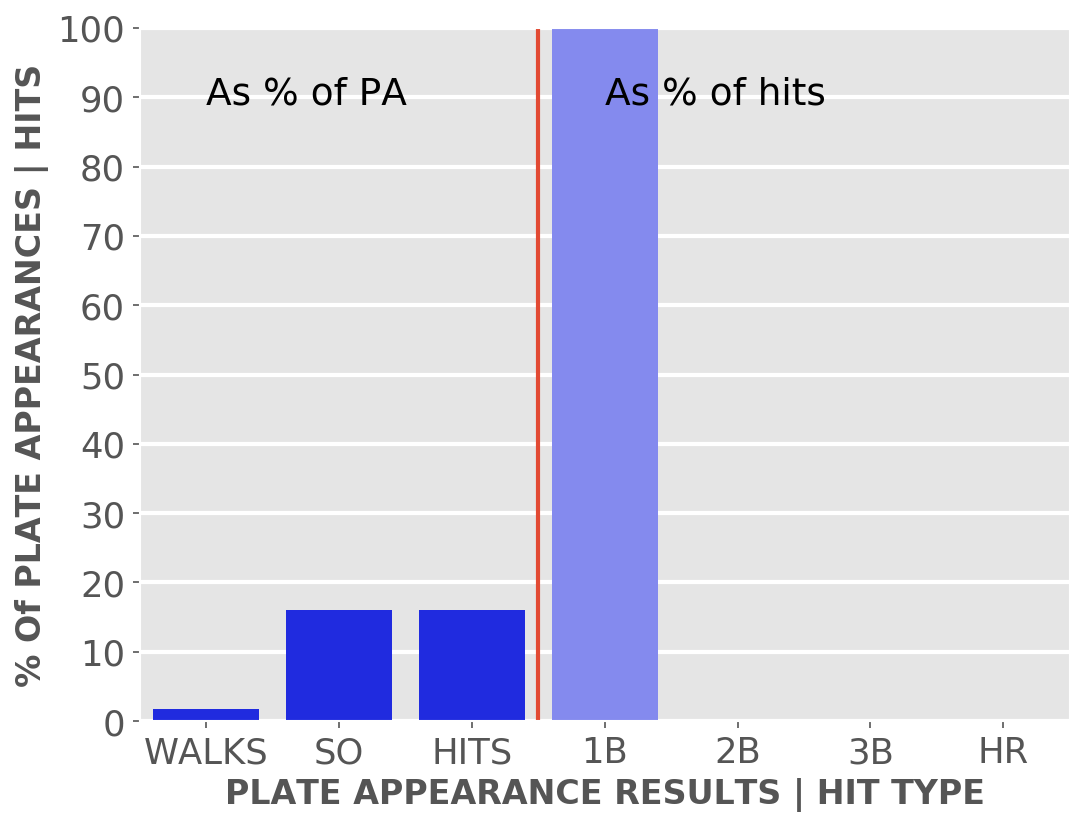 % Of PLATE APPEARANCES | HITS
100
90
80
70
60
50
40
30
20
10
0
As % of PA
As % of hits
WALKS SO HITS 1B 2B 3B HR
PLATE APPEARANCE RESULTS | HIT TYPE